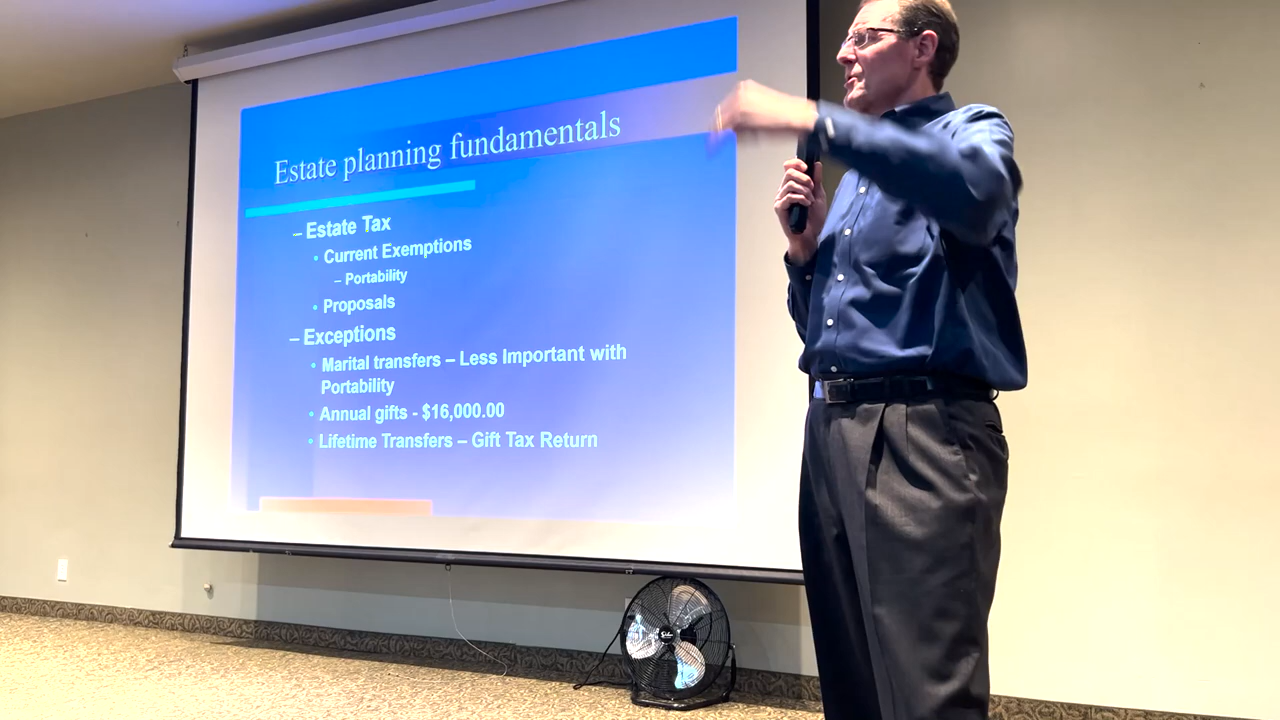 Estate planning fundamentals
– Estate Tax
• Current Exemptions
– Portability
• Proposals
– Exceptions
• Marital transfers – Less Important with
Portability
• Annual gifts - $16,000.00
• Lifetime Transfers – Gift Tax Return